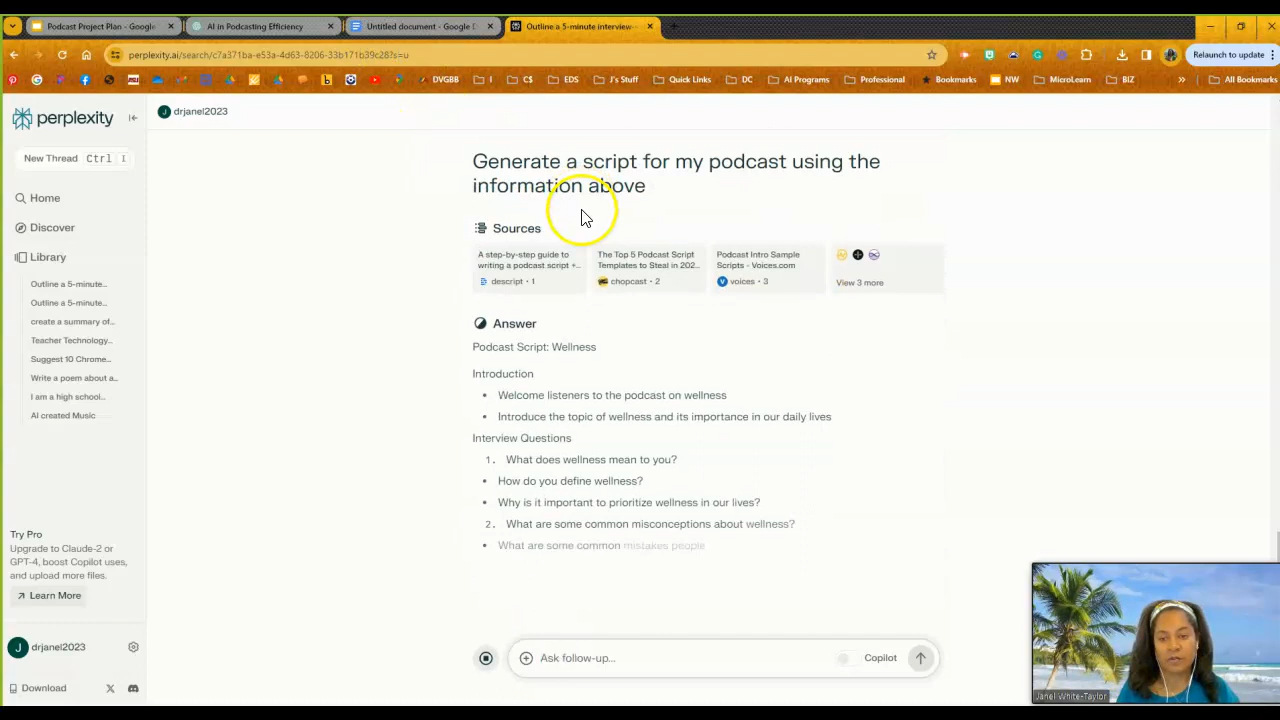 Podcast Project Plan - Google
AI in Podcasting Efficiency
Untitled document - Google D
Outline a 5-minute interview-
perplexity.ai/search/c7a371ba-e53a-4d63-8206-33b171b39c28?s=u
Relaunch to update
DVGBB
I
C$
EDS
J's Stuff
Quick Links
DC
AI Programs
Professional
Bookmarks
NW
MicroLearn
BIZ
All Bookmarks
perplexity
drjanel2023
New Thread Ctrl I
Home
Discover
Library
Outline a 5-minute...
Outline a 5-minute...
create a summary of...
Teacher Technology...
Suggest 10 Chrome...
Write a poem about a...
I am a high school...
AI created Music
Try Pro
Upgrade to Claude-2 or
GPT-4, boost Copilot uses,
and upload more files.
Learn More
drjanel2023
Download
Generate a script for my podcast using the
information above
Sources
A step-by-step guide to
writing a podcast script +...
descript • 1
The Top 5 Podcast Script
Templates to Steal in 202...
chopcast • 2
Podcast Intro Sample
Scripts - Voices.com
voices • 3
View 3 more
Answer
Podcast Script: Wellness
Introduction
• Welcome listeners to the podcast on wellness
• Introduce the topic of wellness and its importance in our daily lives
Interview Questions
1. What does wellness mean to you?
• How do you define wellness?
• Why is it important to prioritize wellness in our lives?
2. What are some common misconceptions about wellness?
• What are some common mistakes people
Ask follow-up...
Copilot
Janel White-Taylor